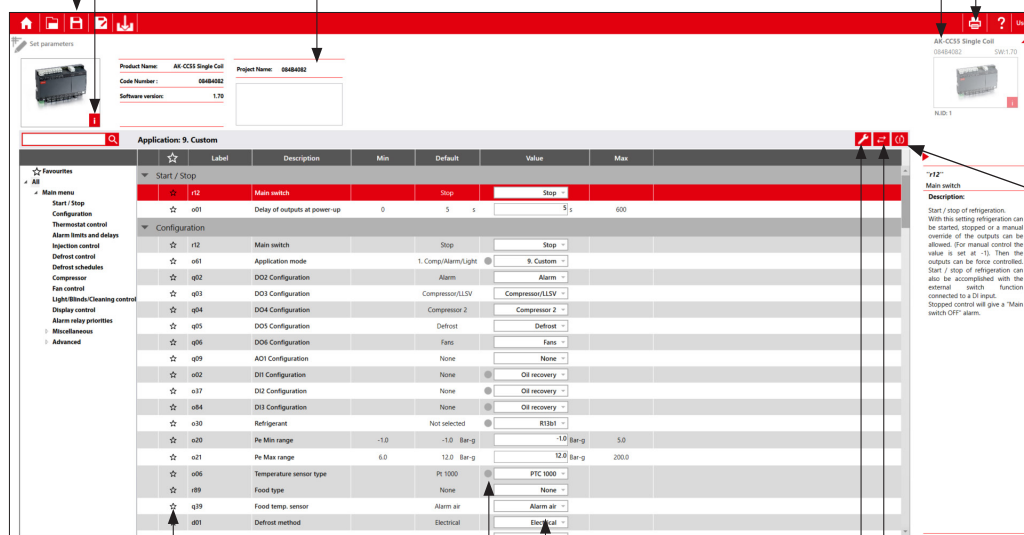 ? Us
Set parameters
Product Name: AK-CC55 Single Coil
Code Number : 084B4082
Software version: 1.70
Project Name: 084B4082
i
AK-CC55 Single Coil
084B4082 SW:1.70
i
N.ID: 1
Application: 9. Custom
Label Description Min Default Value Max
Favourites
All
Main menu
Start / Stop
Configuration
Thermostat control
Alarm limits and delays
Injection control
Defrost control
Defrost schedules
Compressor
Fan control
Light/Blinds/Cleaning control
Display control
Alarm relay priorities
Miscellaneous
Advanced
Start / Stop
r12 Main switch Stop Stop
o01 Delay of outputs at power-up 0 5 s 5 s 600
Configuration
r12 Main switch Stop Stop
o61 Application mode 1. Comp/Alarm/Light 9. Custom
q02 DO2 Configuration Alarm Alarm
q03 DO3 Configuration Compressor/LLSV Compressor/LLSV
q04 DO4 Configuration Compressor 2 Compressor 2
q05 DO5 Configuration Defrost Defrost
q06 DO6 Configuration Fans Fans
q09 AO1 Configuration None None
o02 DI1 Configuration None Oil recovery
o37 DI2 Configuration None Oil recovery
o84 DI3 Configuration None Oil recovery
o30 Refrigerant Not selected R13b1
o20 Pe Min range -1.0 -1.0 Bar-g -1.0 Bar-g 5.0
o21 Pe Max range 6.0 12.0 Bar-g 12.0 Bar-g 200.0
o06 Temperature sensor type Pt 1000 PTC 1000
r89 Food type None None
q39 Food temp. sensor Alarm air Alarm air
d01 Defrost method Electrical Electrical
"r12"
Main switch
Description:
Start / stop of refrigeration.
With this setting refrigeration can
be started, stopped or a manual
override of the outputs can be
allowed. (For manual control the
value is set at -1). Then the
outputs can be force controlled.
Start / stop of refrigeration can
also be accomplished with the
external switch function
connected to a DI input.
Stopped control will give a "Main
switch OFF" alarm.